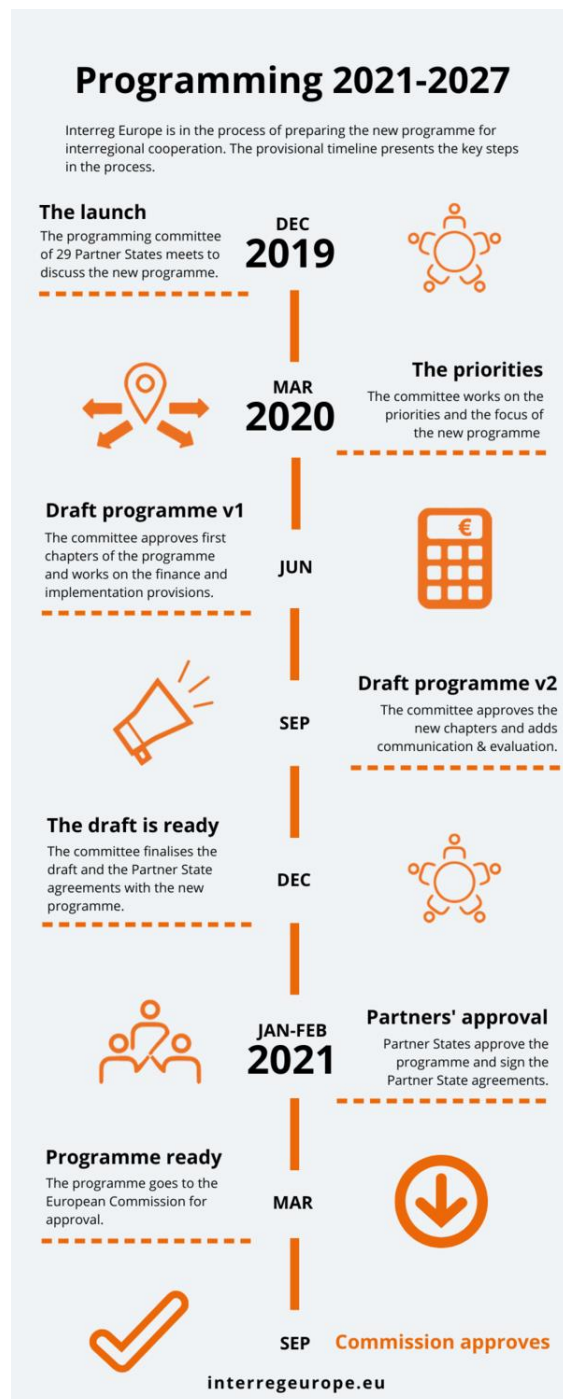 Programming 2021-2027
Interreg Europe is in the process of preparing the new programme for
interregional cooperation. The provisional timeline presents the key steps
in the process.
The launch
The programming committee
of 29 Partner States meets to
discuss the new programme.
DEC
2019
MAR
2020
The priorities
The committee works on the
priorities and the focus of
the new programme
Draft programme v1
The committee approves first
chapters of the programme
and works on the finance and
implementation provisions.
JUN
€
SEP
Draft programme v2
The committee approves the
new chapters and adds
communication & evaluation.
The draft is ready
The committee finalises the
draft and the Partner State
agreements with the new
programme.
DEC
JAN-FEB
2021
Partners' approval
Partner States approve the
programme and sign the
Partner State agreements.
Programme ready
The programme goes to the
European Commission for
approval.
MAR
SEP
Commission approves
interregeurope.eu